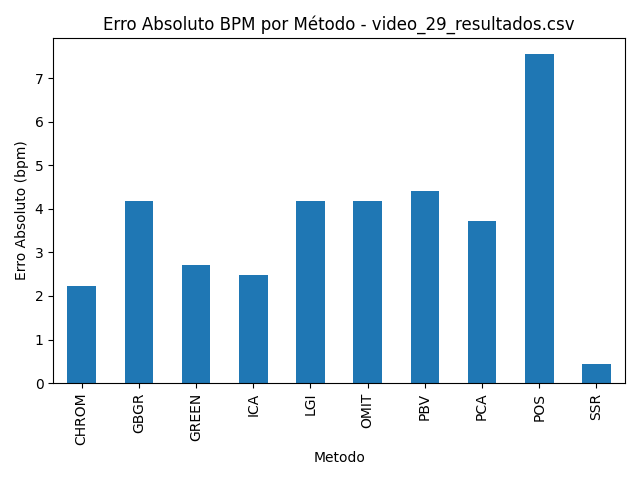 Erro Absoluto BPM por Método - video_29_resultados.csv
Erro Absoluto (bpm)
7
6
5
4
3
2
1
0
CHROM
GBGR
GREEN
ICA
LGI
OMIT
PBV
PCA
POS
SSR
Metodo